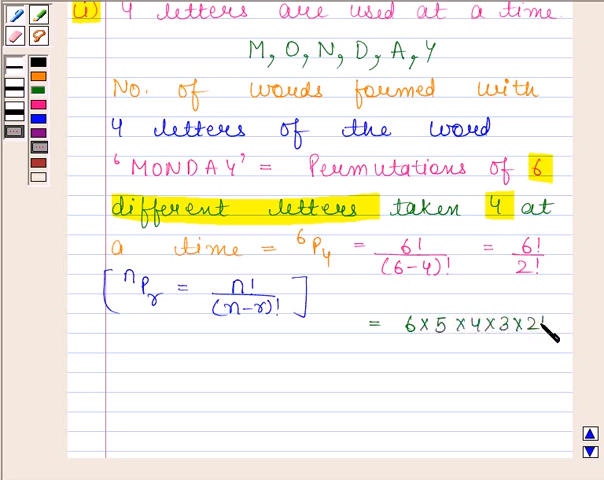 (i) 4 letters are used at a time.
M, O, N, D, A, Y
No. of words formed with
4 letters of the word
'MONDAY' = Permutations of 6
different letters taken 4 at
a time = ⁶P₄ = 6!/(6-4)! = 6!/2!
[ⁿPᵣ = n!/(n-r)!]
= 6×5×4×3×2!